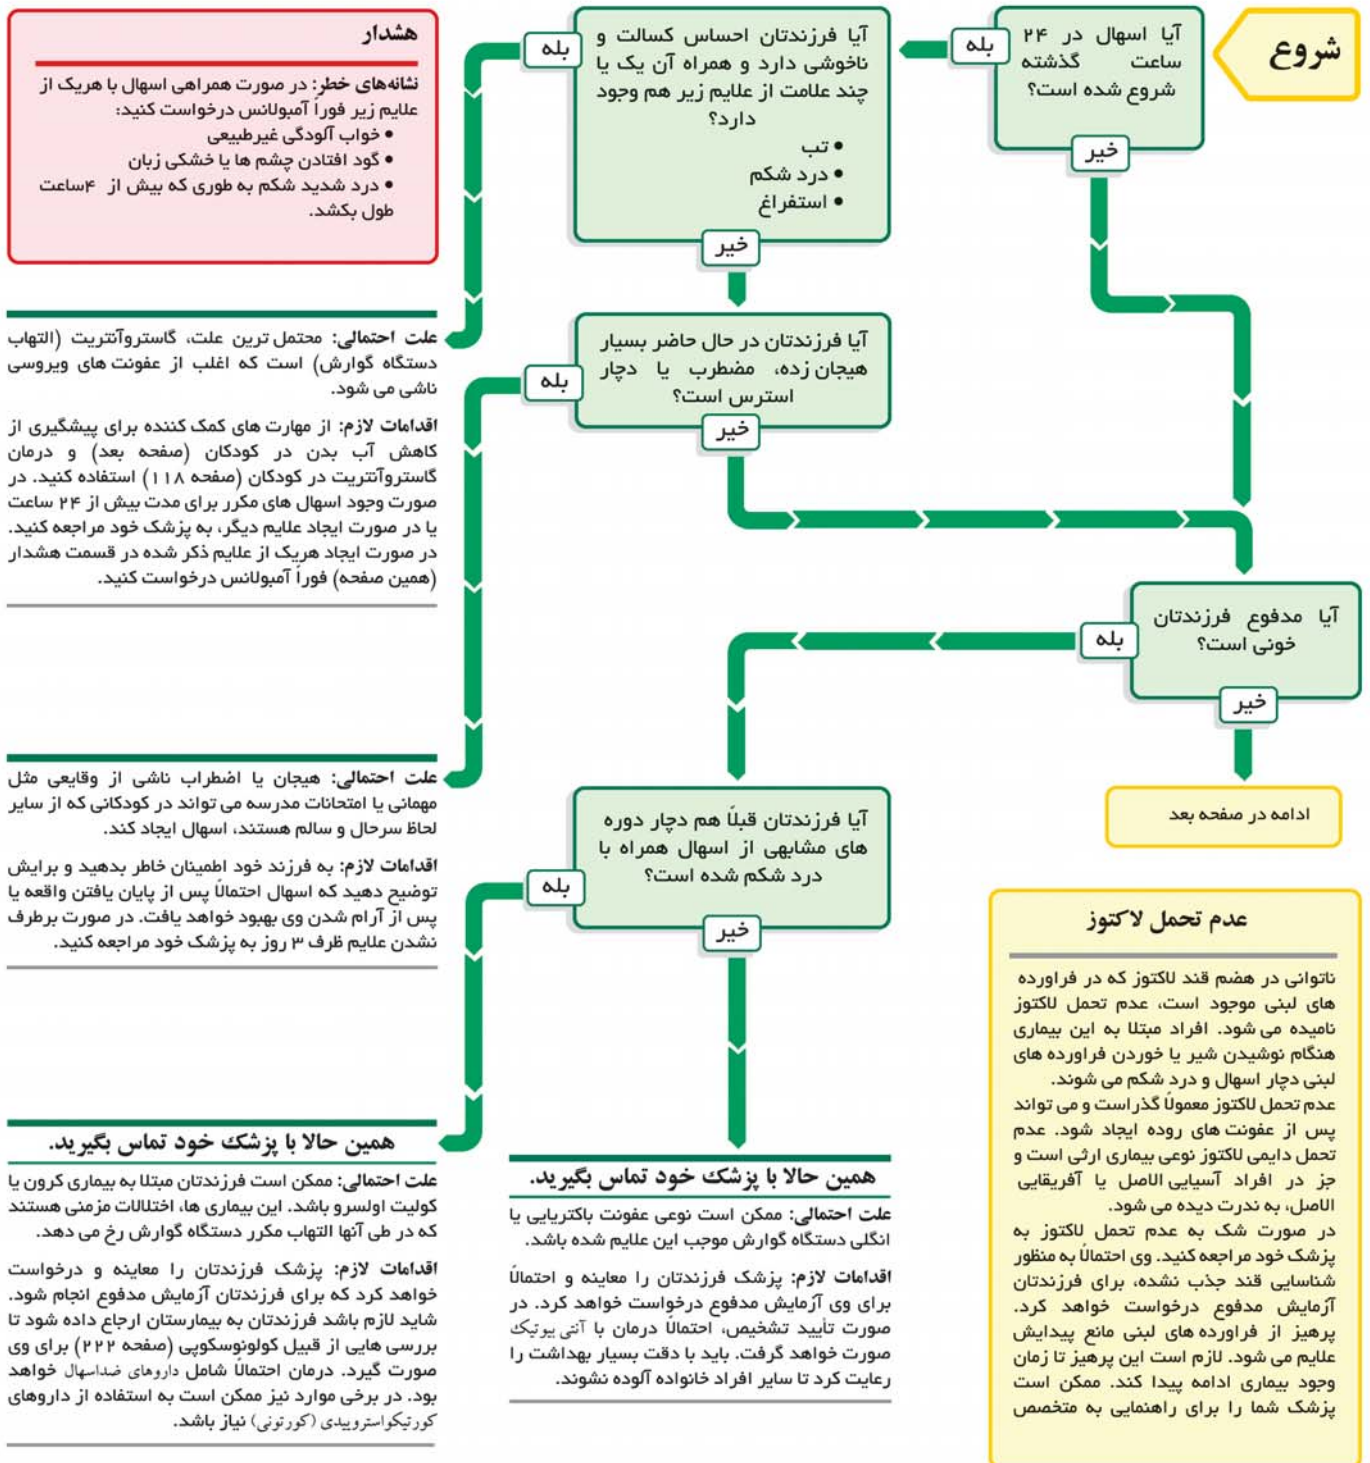 شروع
آیا اسهال در ۲۴
ساعت گذشته
شروع شده است؟
بله
خیر
آیا فرزندتان احساس کسالت و
ناخوشی دارد و همراه آن یک یا
چند علامت از علایم زیر هم وجود
دارد؟
• تب
• درد شکم
• استفراغ
بله
خیر
هشدار
نشانه‌های خطر: در صورت همراهی اسهال با هریک از
علایم زیر فوراً آمبولانس درخواست کنید:
• خواب آلودگی غیرطبیعی
• گود افتادن چشم ها یا خشکی زبان
• درد شدید شکم به طوری که بیش از ۴ساعت
طول بکشد.
علت احتمالی: محتمل ترین علت، گاستروآنتریت (التهاب
دستگاه گوارش) است که اغلب از عفونت های ویروسی
ناشی می شود.
اقدامات لازم: از مهارت های کمک کننده برای پیشگیری از
کاهش آب بدن در کودکان (صفحه بعد) و درمان
گاستروآنتریت در کودکان (صفحه ۱۱۸) استفاده کنید. در
صورت وجود اسهال های مکرر برای مدت بیش از ۲۴ ساعت
یا در صورت ایجاد علایم دیگر، به پزشک خود مراجعه کنید.
در صورت ایجاد هریک از علایم ذکر شده در قسمت هشدار
(همین صفحه) فوراً آمبولانس درخواست کنید.
آیا فرزندتان در حال حاضر بسیار
هیجان زده، مضطرب یا دچار
استرس است؟
بله
خیر
علت احتمالی: هیجان یا اضطراب ناشی از وقایعی مثل
مهمانی یا امتحانات مدرسه می تواند در کودکانی که از سایر
لحاظ سرحال و سالم هستند، اسهال ایجاد کند.
اقدامات لازم: به فرزند خود اطمینان خاطر بدهید و برایش
توضیح دهید که اسهال احتمالاً پس از پایان یافتن واقعه یا
پس از آرام شدن وی بهبود خواهد یافت. در صورت برطرف
نشدن علایم ظرف ۳ روز به پزشک خود مراجعه کنید.
آیا مدفوع فرزندتان
خونی است؟
بله
خیر
ادامه در صفحه بعد
آیا فرزندتان قبلاً هم دچار دوره
های مشابهی از اسهال همراه با
درد شکم شده است؟
بله
خیر
عدم تحمل لاکتوز
ناتوانی در هضم قند لاکتوز که در فراورده
های لبنی موجود است، عدم تحمل لاکتوز
نامیده می شود. افراد مبتلا به این بیماری
هنگام نوشیدن شیر یا خوردن فراورده های
لبنی دچار اسهال و درد شکم می شوند.
عدم تحمل لاکتوز معمولاً گذراست و می تواند
پس از عفونت های روده ایجاد شود. عدم
تحمل دایمی لاکتوز نوعی بیماری ارثی است و
جز در افراد آسیایی الاصل یا آفریقایی
الاصل، به ندرت دیده می شود.
در صورت شک به عدم تحمل لاکتوز به
پزشک خود مراجعه کنید. وی احتمالاً به منظور
شناسایی قند جذب نشده، برای فرزندتان
آزمایش مدفوع درخواست خواهد کرد.
پرهیز از فراورده های لبنی مانع پیدایش
علایم می شود. لازم است این پرهیز تا زمان
وجود بیماری ادامه پیدا کند. ممکن است
پزشک شما را برای راهنمایی به متخصص
همین حالا با پزشک خود تماس بگیرید.
علت احتمالی: ممکن است نوعی عفونت باکتریایی یا
انگلی دستگاه گوارش موجب این علایم شده باشد.
اقدامات لازم: پزشک فرزندتان را معاینه و احتمالاً
برای وی آزمایش مدفوع درخواست خواهد کرد. در
صورت تأیید تشخیص، احتمالاً درمان با آنتی بیوتیک
صورت خواهد گرفت. باید با دقت بسیار بهداشت را
رعایت کرد تا سایر افراد خانواده آلوده نشوند.
همین حالا با پزشک خود تماس بگیرید.
علت احتمالی: ممکن است فرزندتان مبتلا به بیماری کرون یا
کولیت اولسرو باشد. این بیماری ها، اختلالات مزمنی هستند
که در طی آنها التهاب مکرر دستگاه گوارش رخ می دهد.
اقدامات لازم: پزشک فرزندتان را معاینه و درخواست
خواهد کرد که برای فرزندتان آزمایش مدفوع انجام شود.
شاید لازم باشد فرزندتان به بیمارستان ارجاع داده شود تا
بررسی هایی از قبیل کولونوسکوپی (صفحه ۲۲۲) برای وی
صورت گیرد. درمان احتمالاً شامل داروهای ضداسهال خواهد
بود. در برخی موارد نیز ممکن است به استفاده از داروهای
کورتیکواستروییدی (کورتونی) نیاز باشد.